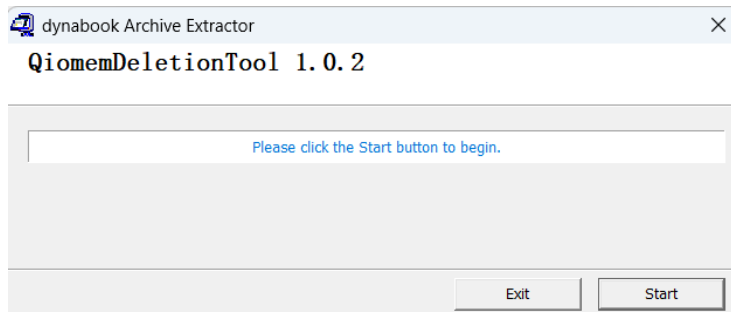 dynabook Archive Extractor
QiomemDeletionTool 1.0.2
Please click the Start button to begin.
Exit Start